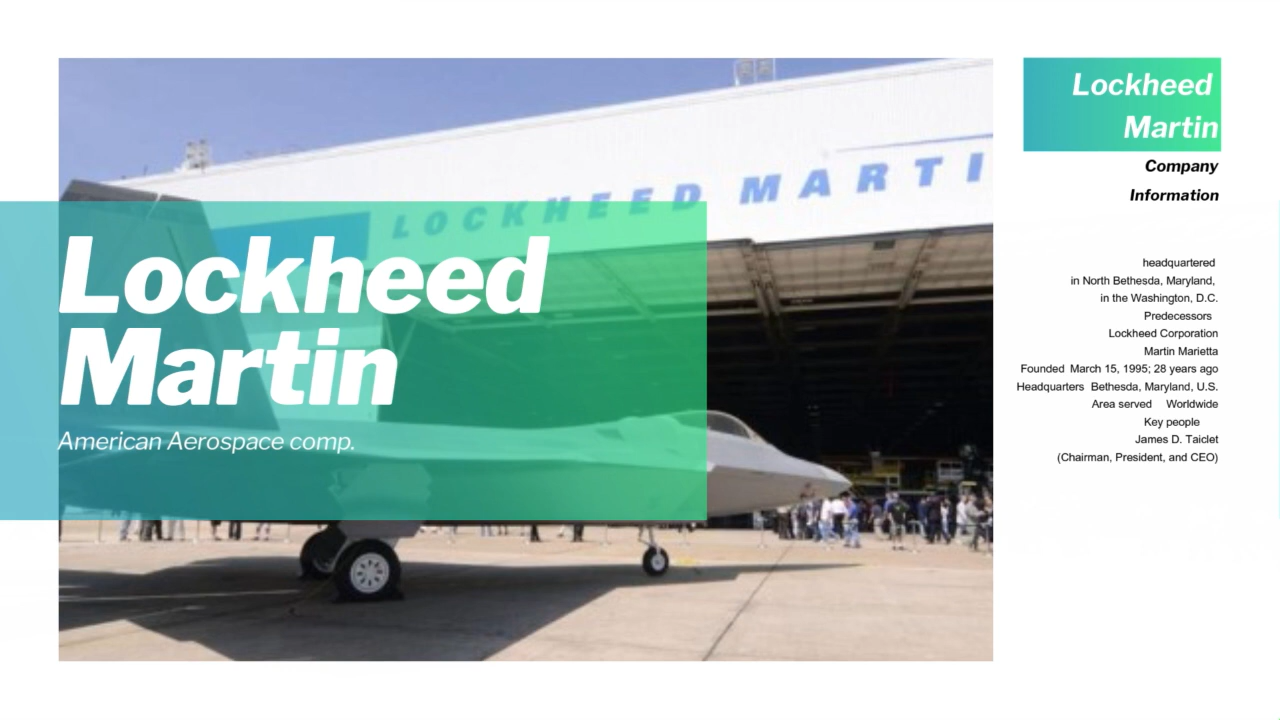 LOCKHEED MARTI
Lockheed
Martin
American Aerospace comp.
Lockheed
Martin
Company
Information
headquartered
in North Bethesda, Maryland,
in the Washington, D.C.
Predecessors
Lockheed Corporation
Martin Marietta
Founded March 15, 1995; 28 years ago
Headquarters Bethesda, Maryland, U.S.
Area served Worldwide
Key people
James D. Taiclet
(Chairman, President, and CEO)